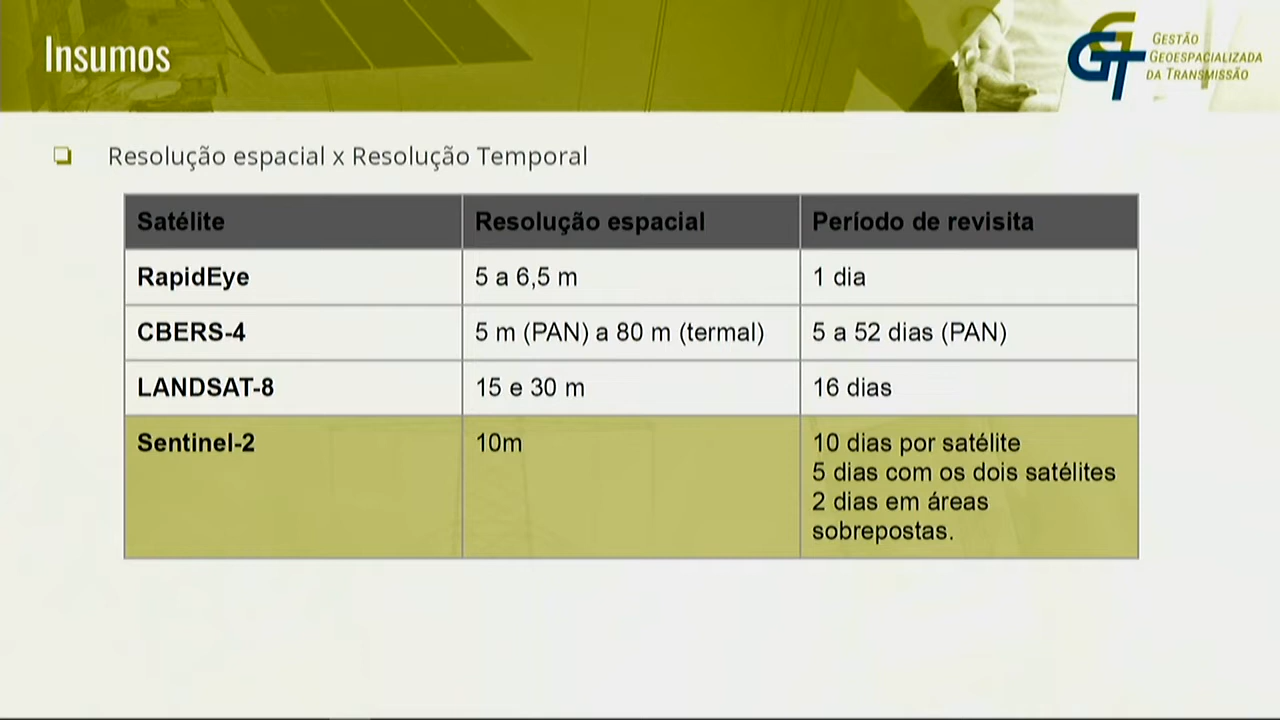 Insumos
GESTÃO
GEOESPACIALIZADA
DA TRANSMISSÃO
Resolução espacial x Resolução Temporal
Satélite Resolução espacial Período de revisita
RapidEye 5 a 6,5 m 1 dia
CBERS-4 5 m (PAN) a 80 m (termal) 5 a 52 dias (PAN)
LANDSAT-8 15 e 30 m 16 dias
Sentinel-2 10m 10 dias por satélite
5 dias com os dois satélites
2 dias em áreas
sobrepostas.